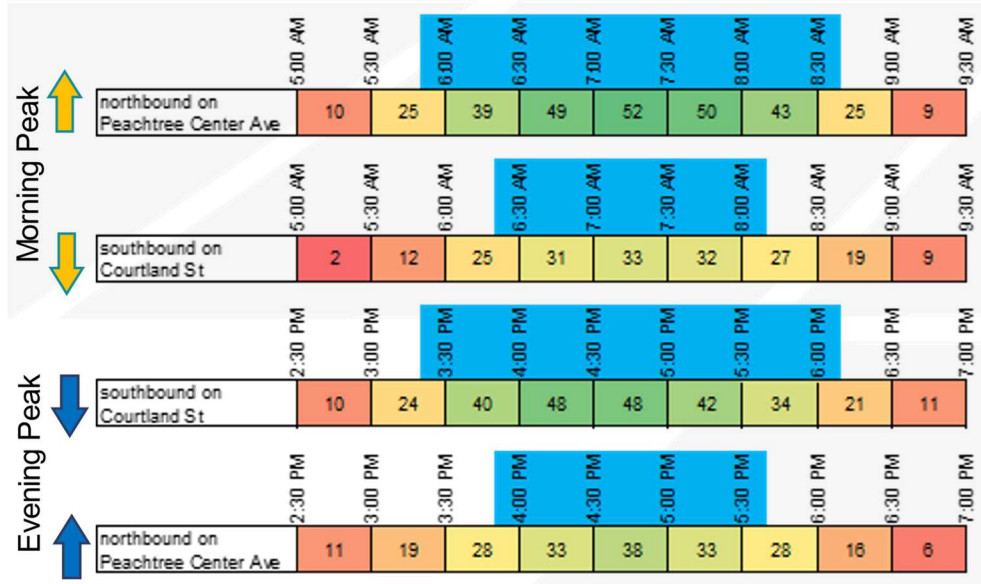 Morning Peak
5:00 AM 5:30 AM 6:00 AM 6:30 AM 7:00 AM 7:30 AM 8:00 AM 8:30 AM 9:00 AM 9:30 AM
northbound on
Peachtree Center Ave
10 25 39 49 52 50 43 25 9
5:00 AM 5:30 AM 6:00 AM 6:30 AM 7:00 AM 7:30 AM 8:00 AM 8:30 AM 9:00 AM 9:30 AM
southbound on
Courtland St
2 12 25 31 33 32 27 19 9
Evening Peak
2:30 PM 3:00 PM 3:30 PM 4:00 PM 4:30 PM 5:00 PM 5:30 PM 6:00 PM 6:30 PM 7:00 PM
southbound on
Courtland St
10 24 40 48 48 42 34 21 11
2:30 PM 3:00 PM 3:30 PM 4:00 PM 4:30 PM 5:00 PM 5:30 PM 6:00 PM 6:30 PM 7:00 PM
northbound on
Peachtree Center Ave
11 19 28 33 38 33 28 16 6